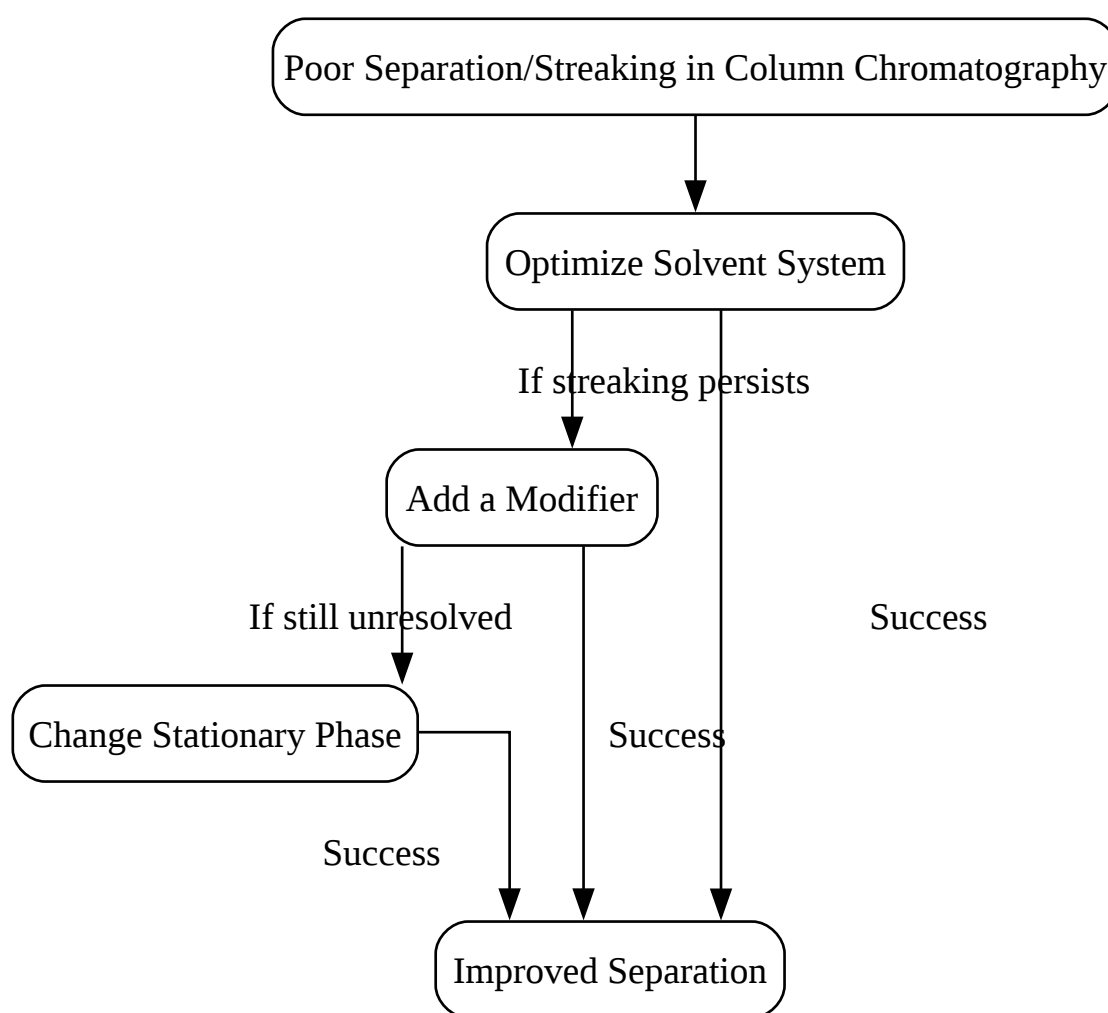 Poor Separation/Streaking in Column Chromatography
Optimize Solvent System
If streaking persists
Add a Modifier
If still unresolved
Success
Change Stationary Phase
Success
Success
Improved Separation